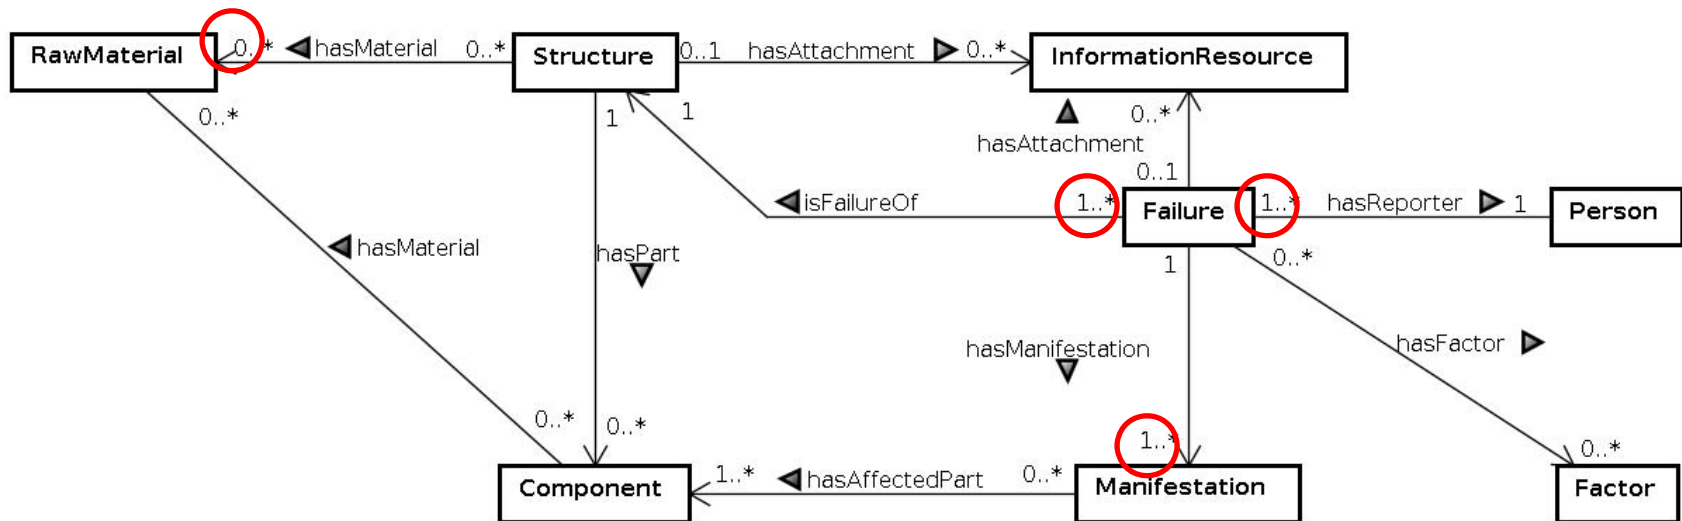 RawMaterial
0..*
hasMaterial
0..*
Structure
0..1
hasAttachment
0..*
InformationResource
0..*
1
1
0..*
hasAttachment
0..1
isFailureOf
1..*
Failure
1..*
hasReporter
1
Person
hasMaterial
hasPart
1
0..*
hasManifestation
hasFactor
0..*
0..*
1..*
0..*
Component
1..*
hasAffectedPart
0..*
Manifestation
Factor